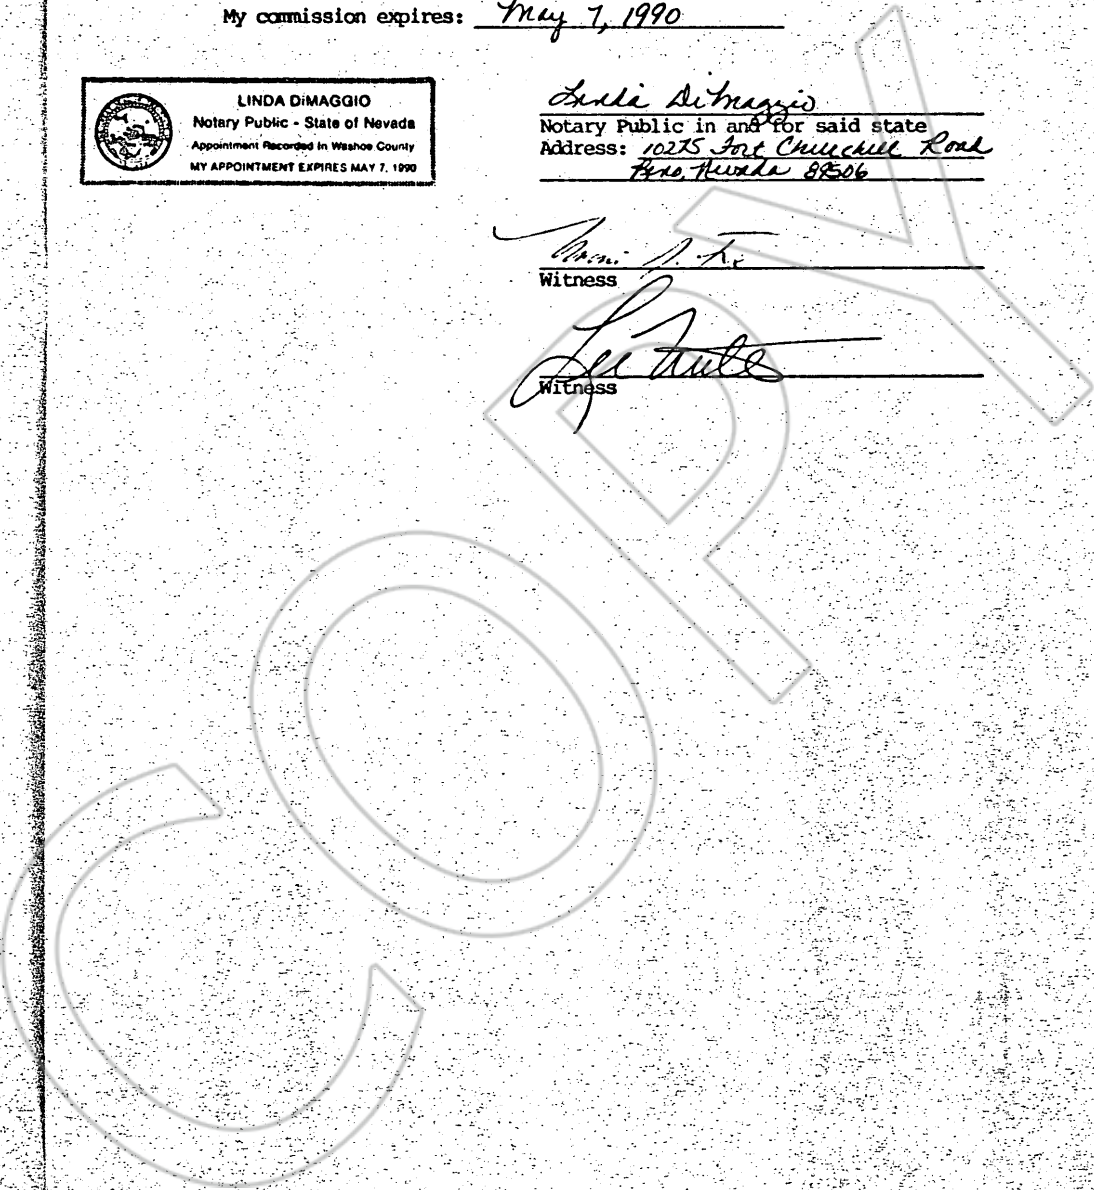 My commission expires: May 7, 1990
LINDA DiMAGGIO
Notary Public - State of Nevada
Appointment Recorded in Washoe County
MY APPOINTMENT EXPIRES MAY 7, 1990
Linda DiMaggio
Notary Public in and for said state
Address: 10275 Fort Churchill Road
Reno, Nevada 89506
Witness
Lee
Witness
COPY